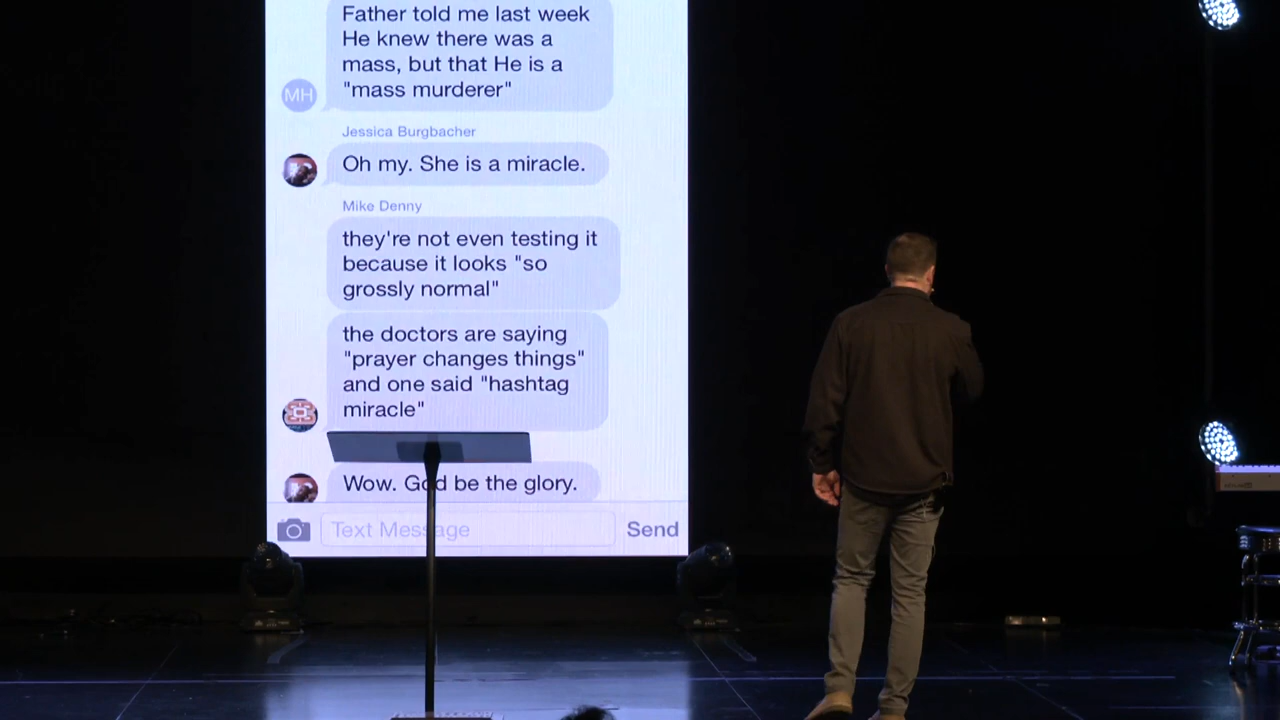 Father told me last week
He knew there was a
mass, but that He is a
"mass murderer"
MH
Jessica Burgbacher
Oh my. She is a miracle.
Mike Denny
they're not even testing it
because it looks "so
grossly normal"
the doctors are saying
"prayer changes things"
and one said "hashtag
miracle"
Wow. God be the glory.
Text Message
Send